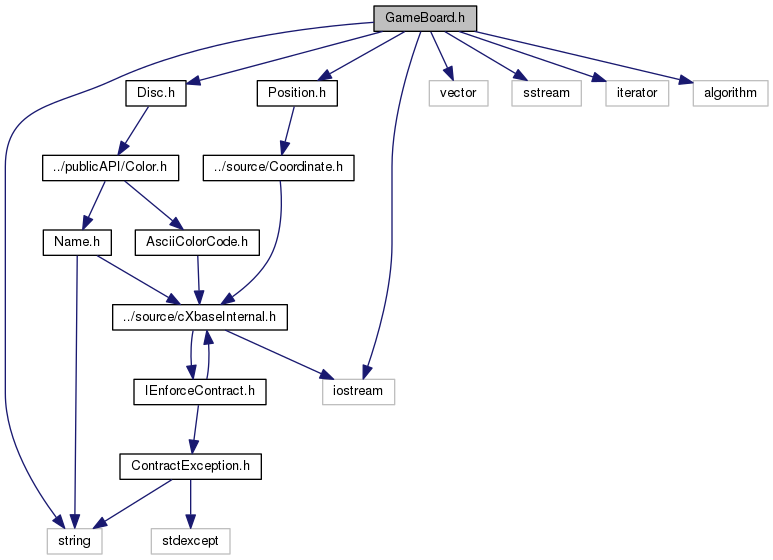 GameBoard.h
Disc.h
Position.h
vector
sstream
iterator
algorithm
../publicAPI/Color.h
../source/Coordinate.h
Name.h
AsciiColorCode.h
../source/cXbaseInternal.h
IEnforceContract.h
iostream
ContractException.h
string
stdexcept